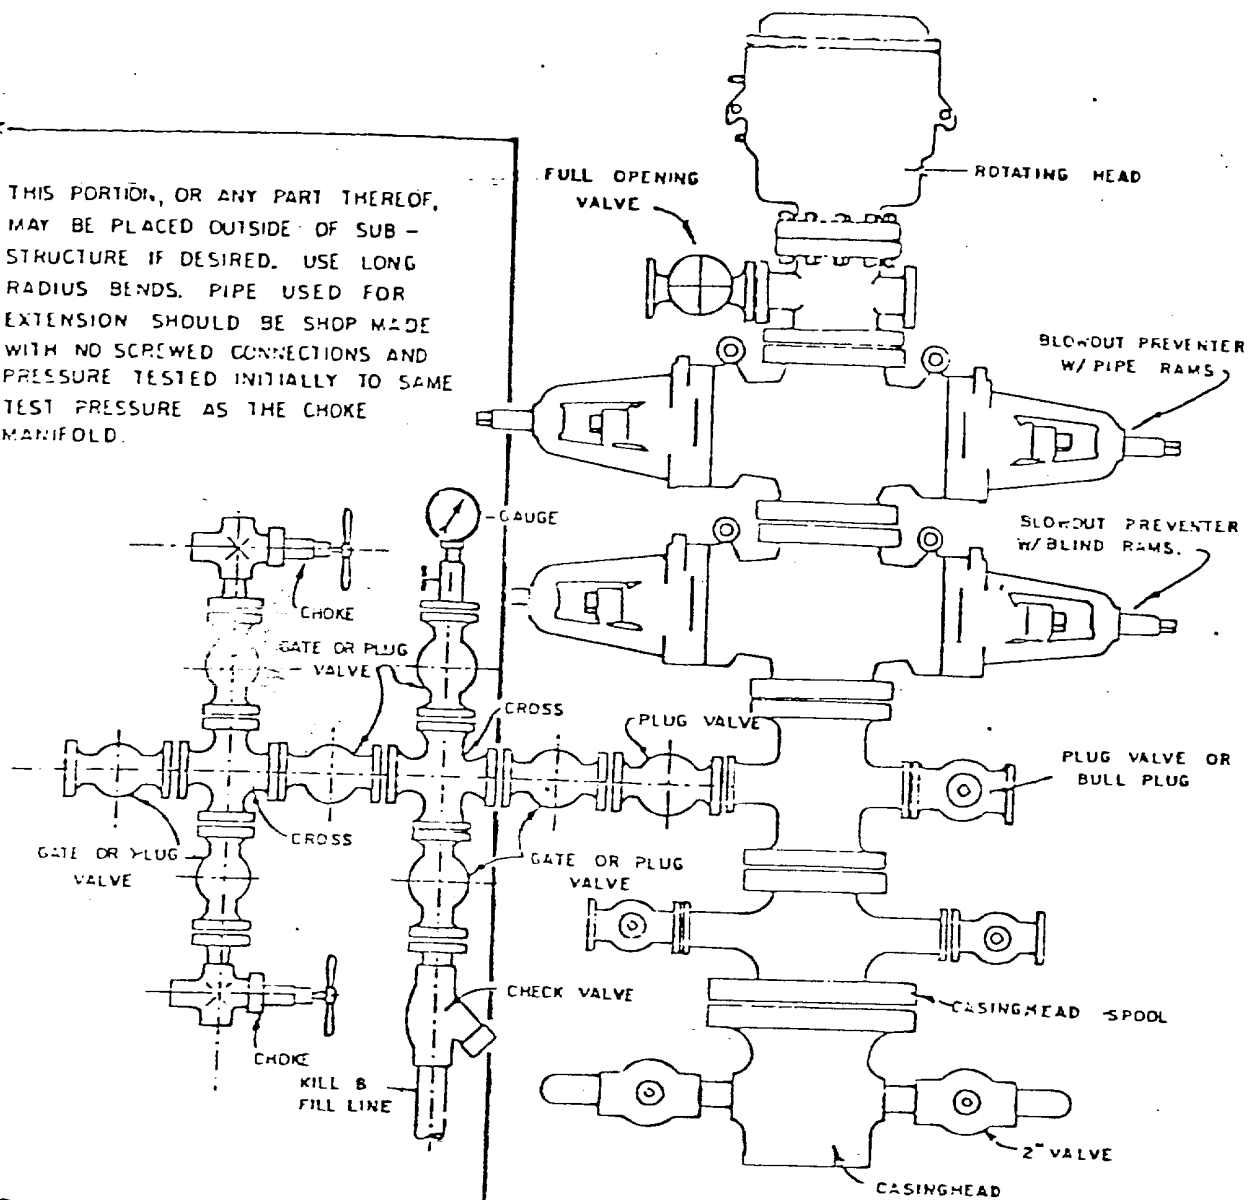 THIS PORTION, OR ANY PART THEREOF,
MAY BE PLACED OUTSIDE OF SUB -
STRUCTURE IF DESIRED. USE LONG
RADIUS BENDS. PIPE USED FOR
EXTENSION SHOULD BE SHOP MADE
WITH NO SCREWED CONNECTIONS AND
PRESSURE TESTED INITIALLY TO SAME
TEST PRESSURE AS THE CHOKE
MANIFOLD.
FULL OPENING
VALVE
ROTATING HEAD
BLOWOUT PREVENTER
W/ PIPE RAMS
BLOWOUT PREVENTER
W/BLIND RAMS.
GAUGE
CHOKE
GATE OR PLUG
VALVE
CROSS
PLUG VALVE
PLUG VALVE OR
BULL PLUG
CROSS
GATE OR PLUG
VALVE
GATE OR PLUG
VALVE
CHECK VALVE
CASINGHEAD SPOOL
CHOKE
KILL &
FILL LINE
2" VALVE
CASINGHEAD